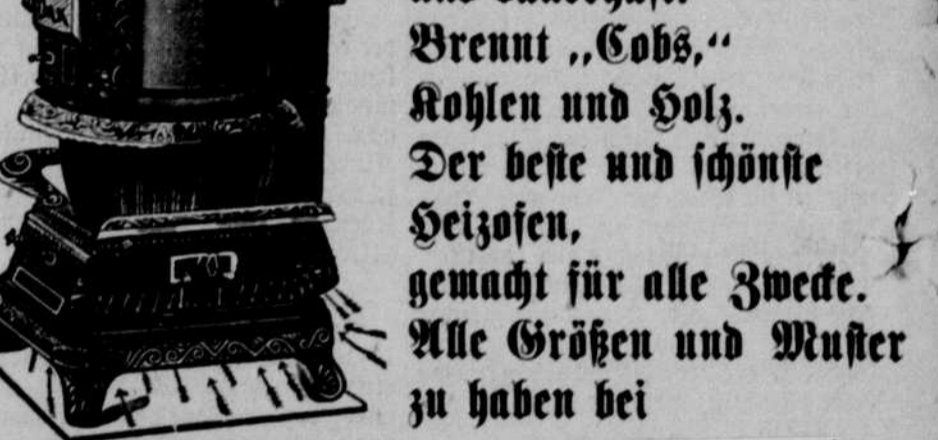 OAK
Brennt „Cobs,“
Kohlen und Holz.
Der beste und schönste
Heizofen,
gemacht für alle Zwecke.
Alle Größen und Muster
zu haben bei